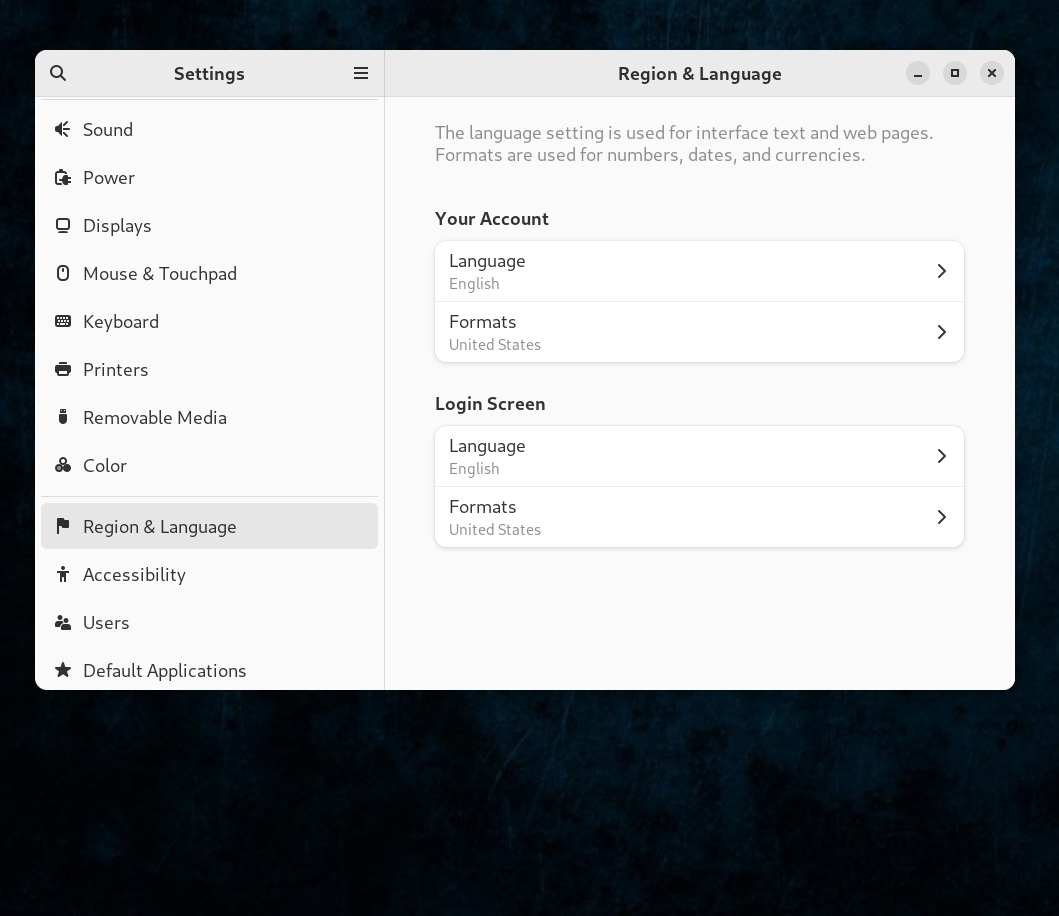 Settings
Region & Language
Sound
Power
Displays
Mouse & Touchpad
Keyboard
Printers
Removable Media
Color
Region & Language
Accessibility
Users
Default Applications
The language setting is used for interface text and web pages.
Formats are used for numbers, dates, and currencies.
Your Account
Language
English
Formats
United States
Login Screen
Language
English
Formats
United States